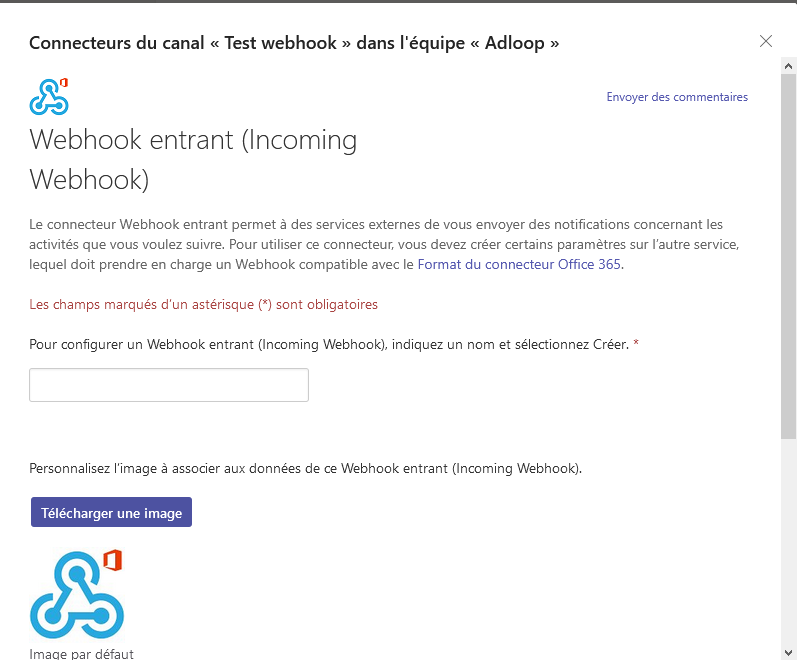 Connecteurs du canal « Test webhook » dans l'équipe « Adloop »
Envoyer des commentaires
Webhook entrant (Incoming
Webhook)
Le connecteur Webhook entrant permet à des services externes de vous envoyer des notifications concernant les
activités que vous voulez suivre. Pour utiliser ce connecteur, vous devez créer certains paramètres sur l’autre service,
lequel doit prendre en charge un Webhook compatible avec le Format du connecteur Office 365.
Les champs marqués d’un astérisque (*) sont obligatoires
Pour configurer un Webhook entrant (Incoming Webhook), indiquez un nom et sélectionnez Créer. *
Personnalisez l’image à associer aux données de ce Webhook entrant (Incoming Webhook).
Télécharger une image
Image par défaut